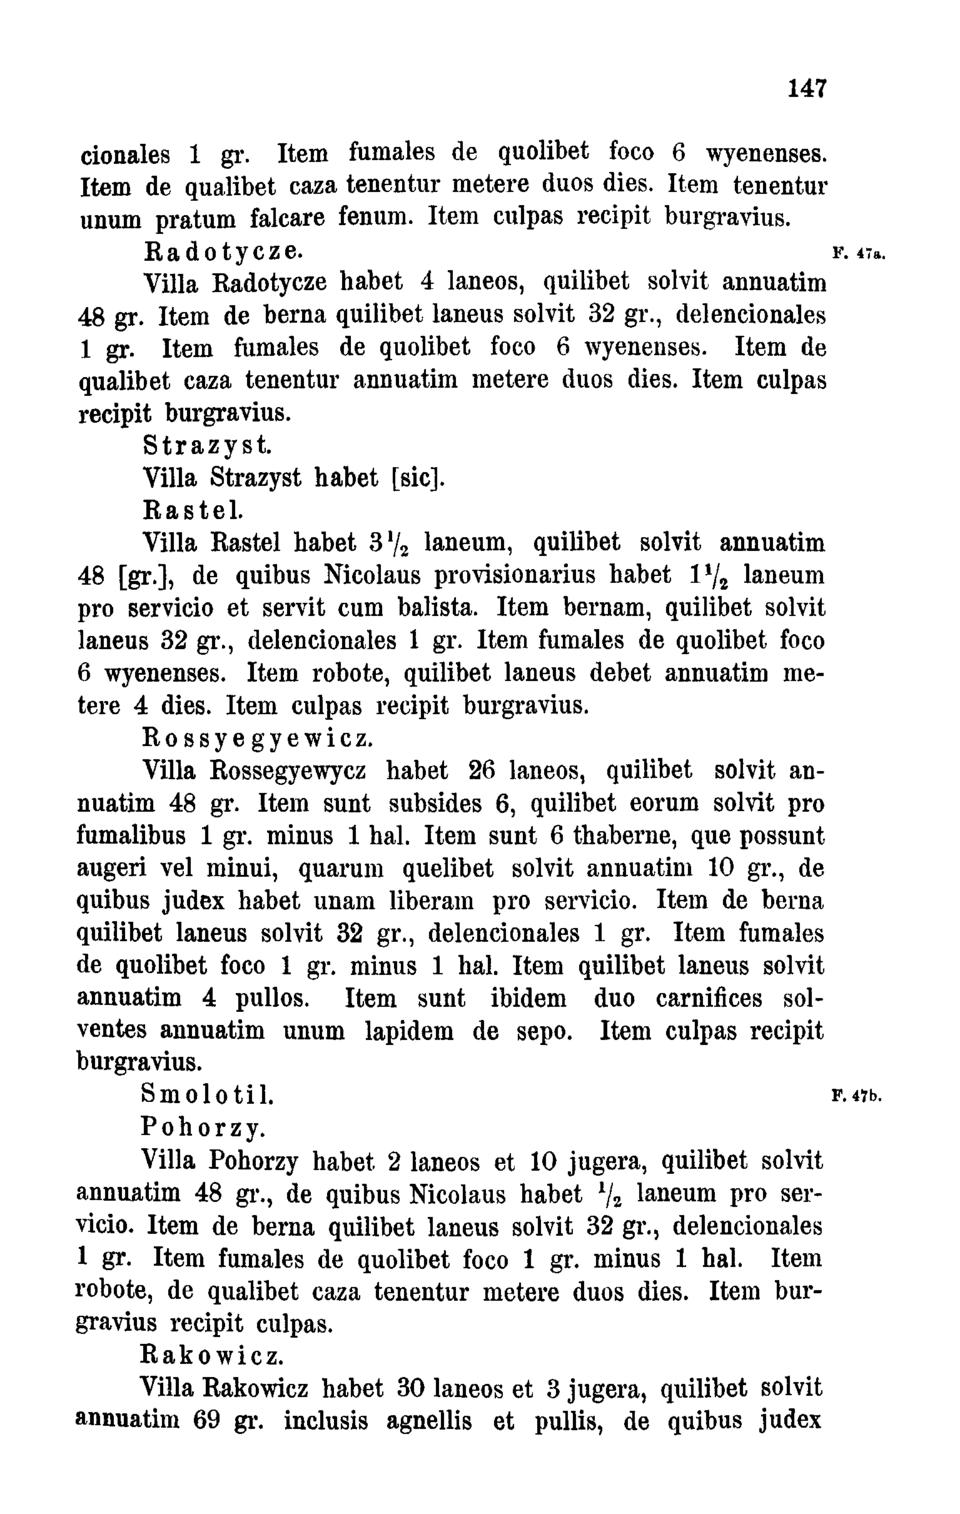 147
cionales 1 gr. Item fumales de quolibet foco 6 wyenenses.
Item de qualibet caza tenentur metere duos dies. Item tenentur
unum pratum falcare fenum. Item culpas recipit burgravius.
Radotycze. F. 47a.
Villa Radotycze habet 4 laneos, quilibet solvit annuatim
48 gr. Item de berna quilibet laneus solvit 32 gr., delencionales
1 gr. Item fumales de quolibet foco 6 wyenenses. Item de
qualibet caza tenentur annuatim metere duos dies. Item culpas
recipit burgravius.
Strazyst.
Villa Strazyst habet [sic].
Rastel.
Villa Rastel habet 3 1/2 laneum, quilibet solvit annuatim
48 [gr.], de quibus Nicolaus provisionarius habet 1 1/2 laneum
pro servicio et servit cum balista. Item bernam, quilibet solvit
laneus 32 gr., delencionales 1 gr. Item fumales de quolibet foco
6 wyenenses. Item robote, quilibet laneus debet annuatim me-
tere 4 dies. Item culpas recipit burgravius.
Rossyegyewicz.
Villa Rossegyewycz habet 26 laneos, quilibet solvit an-
nuatim 48 gr. Item sunt subsides 6, quilibet eorum solvit pro
fumalibus 1 gr. minus 1 hal. Item sunt 6 thaberne, que possunt
augeri vel minui, quarum quelibet solvit annuatim 10 gr., de
quibus judex habet unam liberam pro servicio. Item de berna
quilibet laneus solvit 32 gr., delencionales 1 gr. Item fumales
de quolibet foco 1 gr. minus 1 hal. Item quilibet laneus solvit
annuatim 4 pullos. Item sunt ibidem duo carnifices sol-
ventes annuatim unum lapidem de sepo. Item culpas recipit
burgravius.
Smolotil. F. 47b.
Pohorzy.
Villa Pohorzy habet 2 laneos et 10 jugera, quilibet solvit
annuatim 48 gr., de quibus Nicolaus habet 1/2 laneum pro ser-
vicio. Item de berna quilibet laneus solvit 32 gr., delencionales
1 gr. Item fumales de quolibet foco 1 gr. minus 1 hal. Item
robote, de qualibet caza tenentur metere duos dies. Item bur-
gravius recipit culpas.
Rakowicz.
Villa Rakowicz habet 30 laneos et 3 jugera, quilibet solvit
annuatim 69 gr. inclusis agnellis et pullis, de quibus judex